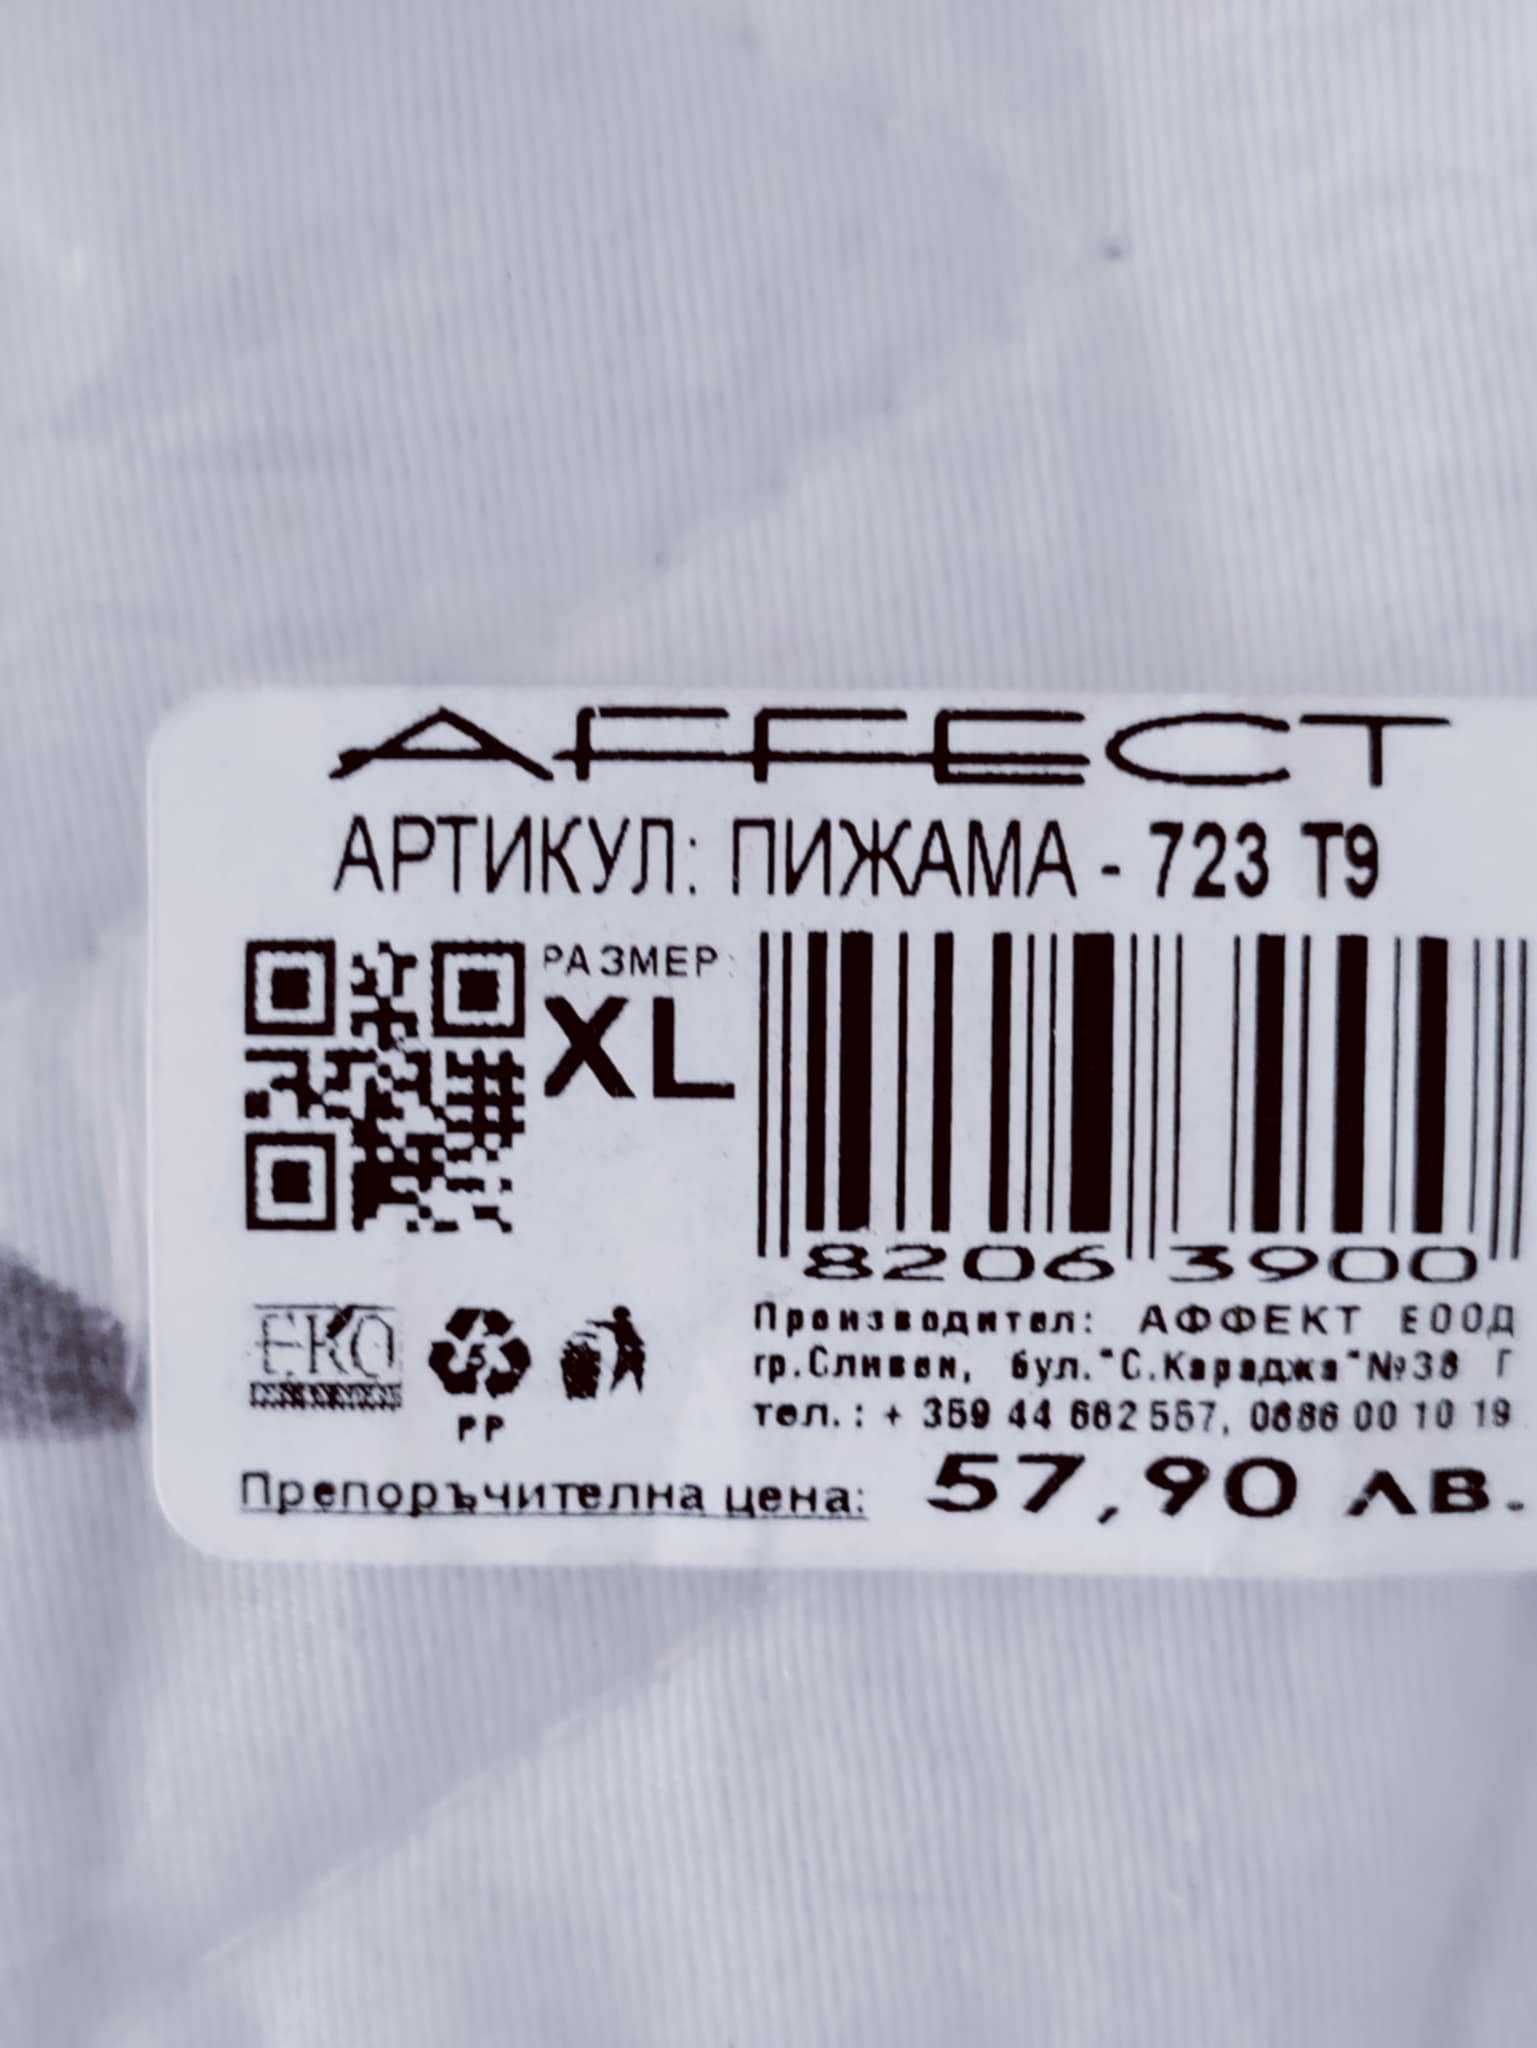 AFFECT
АРТИКУЛ: ПИЖАМА - 723 Т9
РАЗМЕР:
XL
8206 3900
EKO
5
PP
Производител: АФФЕКТ ЕООД
гр.Сливен, бул."С.Караджа"№38 Г
тел.: + 359 44 662 557, 0886 00 10 19
Препоръчителна цена: 57,90 лв.